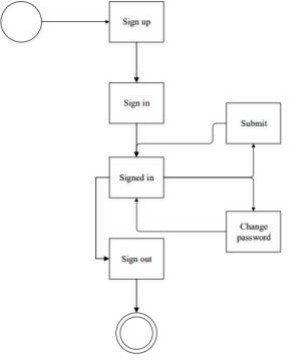 Sign up
Sign in
Submit
Signed in
Change
password
Sign out